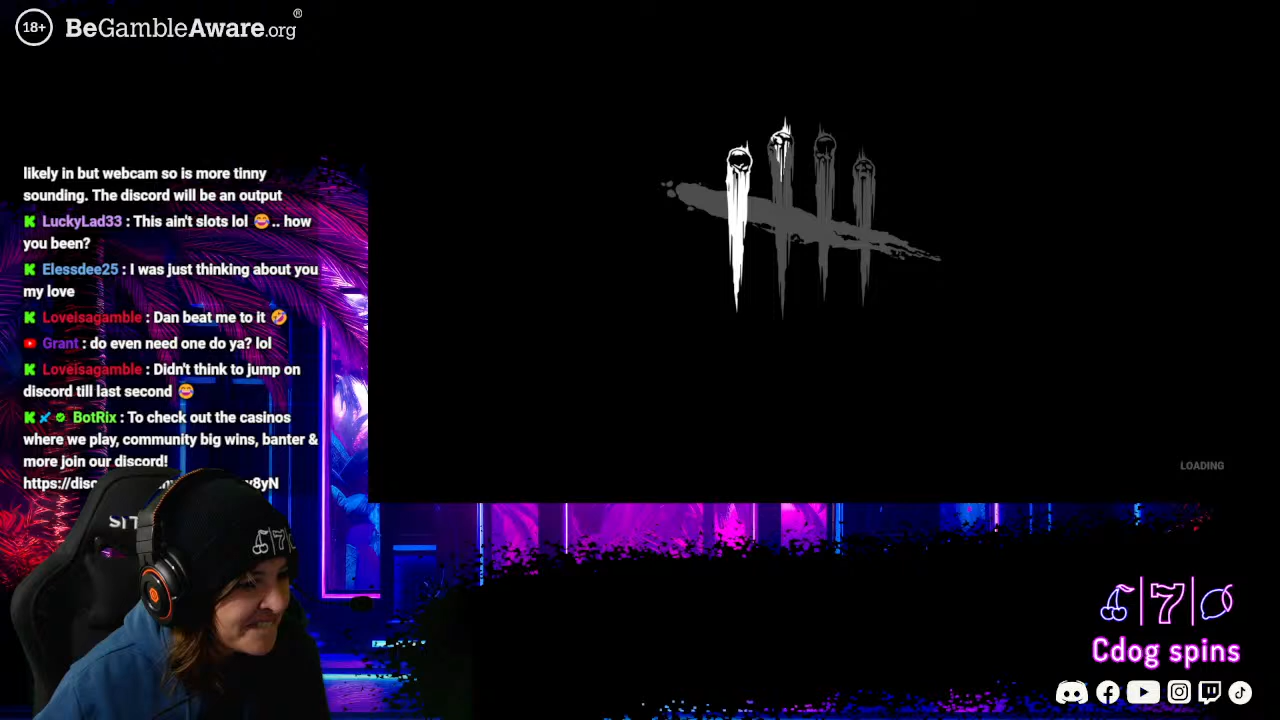 18+ BeGambleAware.org®
likely in but webcam so is more tinny
sounding. The discord will be an output
LuckyLad33 : This ain't slots lol 😂.. how
you been?
Elessdee25 : I was just thinking about you
my love
Loveisagamble : Dan beat me to it 🤣
Grant : do even need one do ya? lol
Loveisagamble : Didn't think to jump on
discord till last second 😂
BotRix : To check out the casinos
where we play, community big wins, banter &
more join our discord!
LOADING
7
7
Cdog spins